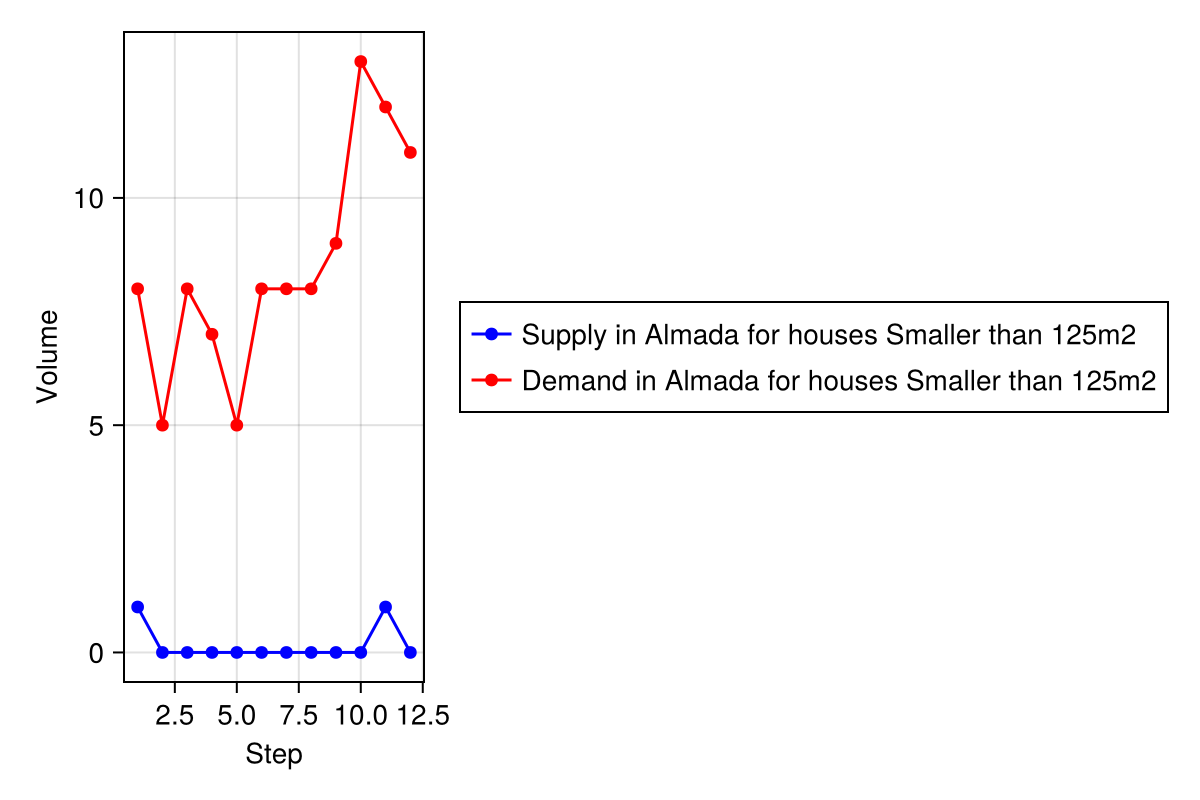 Volume
10
5
0
2.5 5.0 7.5 10.0 12.5
Step
Supply in Almada for houses Smaller than 125m2
Demand in Almada for houses Smaller than 125m2